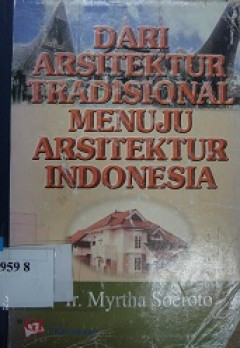 DARI
ARSITEKTUR
TRADISIONAL
MENUJU
ARSITEKTUR
INDONESIA
959 8
Ir. Myrtha Soeroto